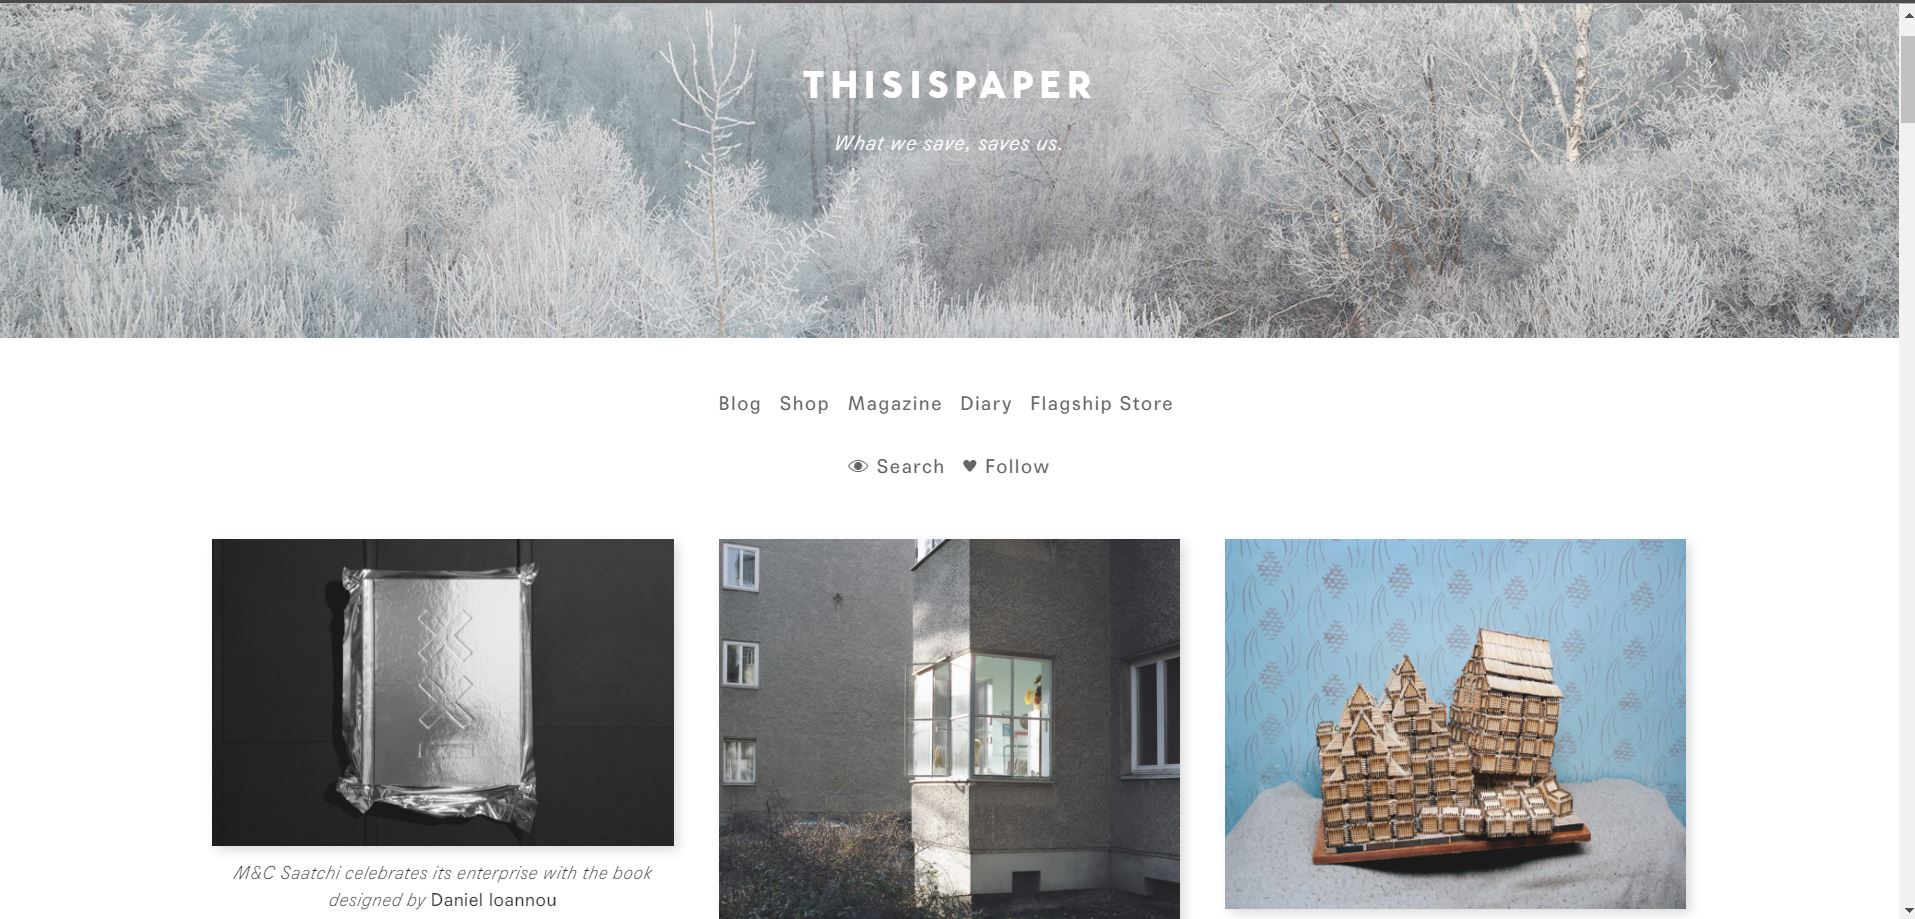 THISISPAPER
What we save, saves us.
Blog Shop Magazine Diary Flagship Store
Search ♥ Follow
M&C Saatchi celebrates its enterprise with the book
designed by Daniel Ioannou